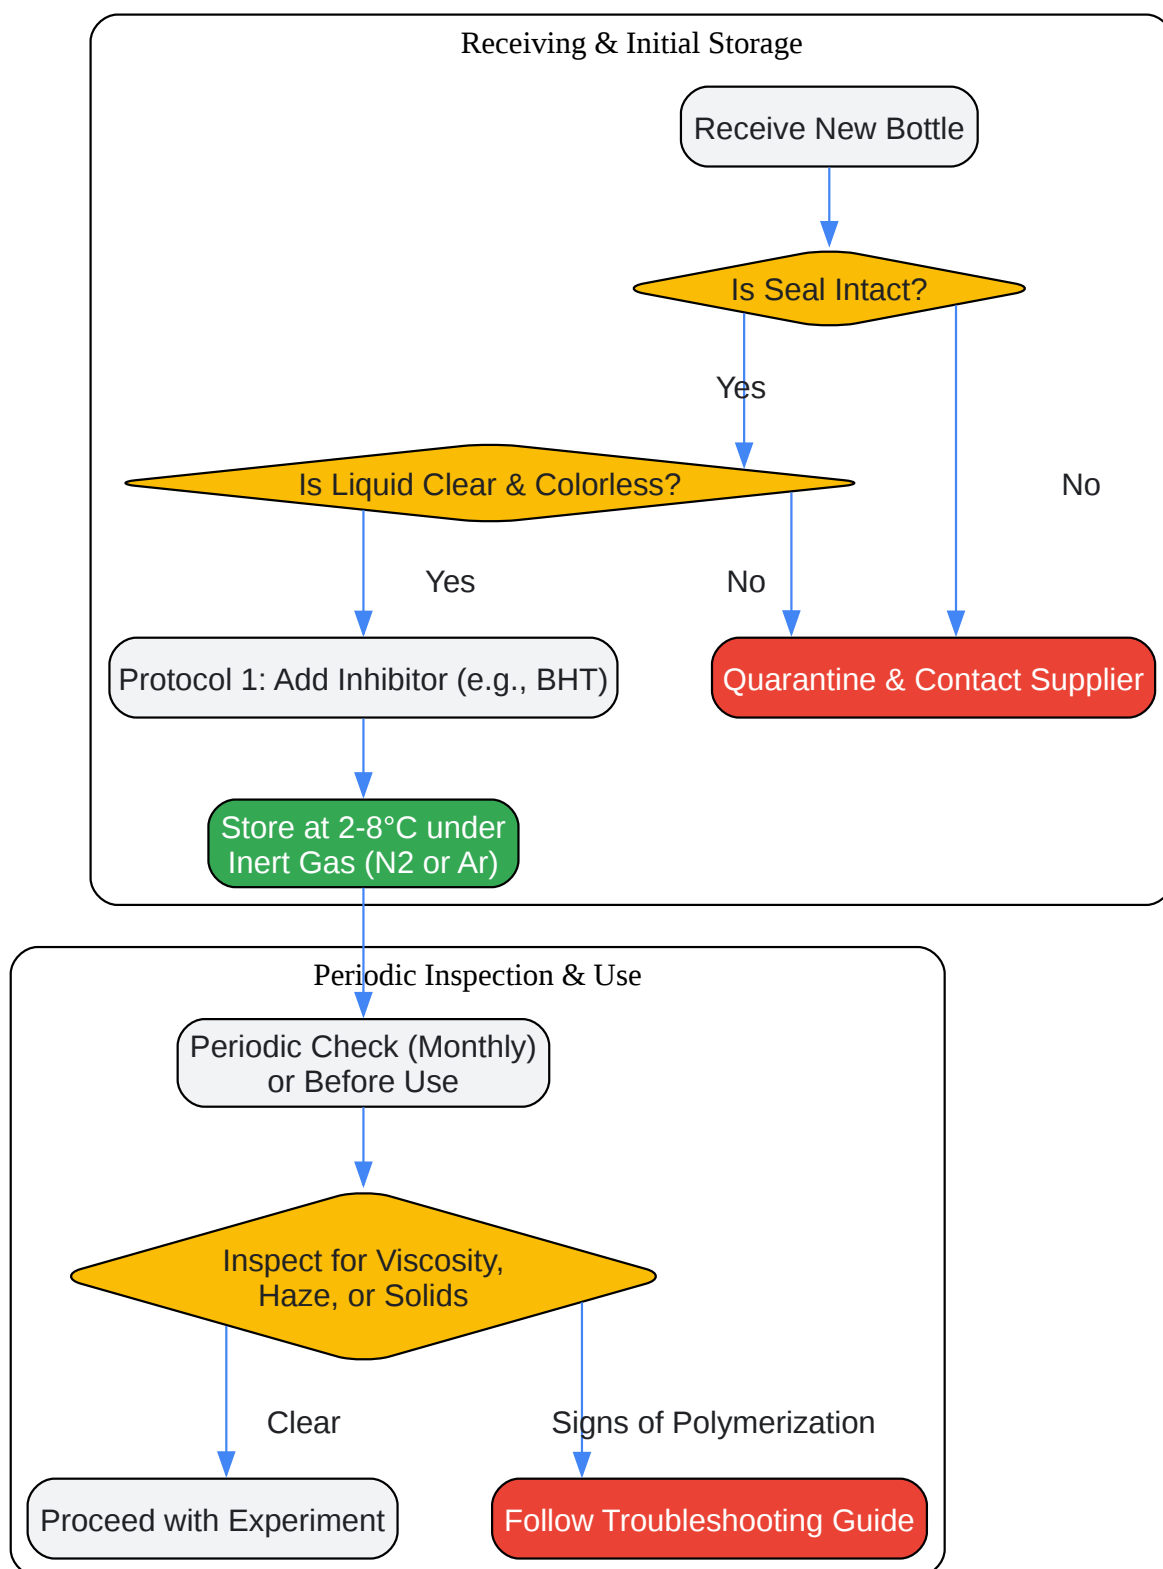 Receiving & Initial Storage
Receive New Bottle
Is Seal Intact?
Yes
Is Liquid Clear & Colorless?
No
Yes
No
Protocol 1: Add Inhibitor (e.g., BHT)
Quarantine & Contact Supplier
Store at 2-8°C under
Inert Gas (N2 or Ar)
Periodic Inspection & Use
Periodic Check (Monthly)
or Before Use
Inspect for Viscosity,
Haze, or Solids
Clear
Signs of Polymerization
Proceed with Experiment
Follow Troubleshooting Guide